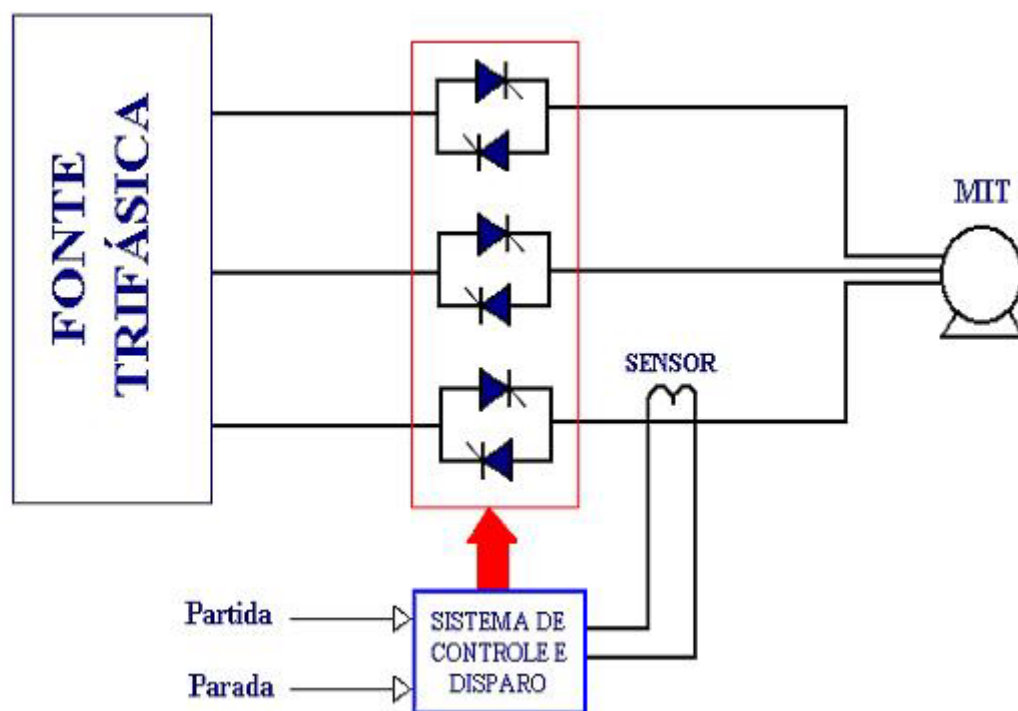 FONTE
TRIFÁSICA
MIT
SENSOR
Partida
Parada
SISTEMA DE
CONTROLE E
DISPARO